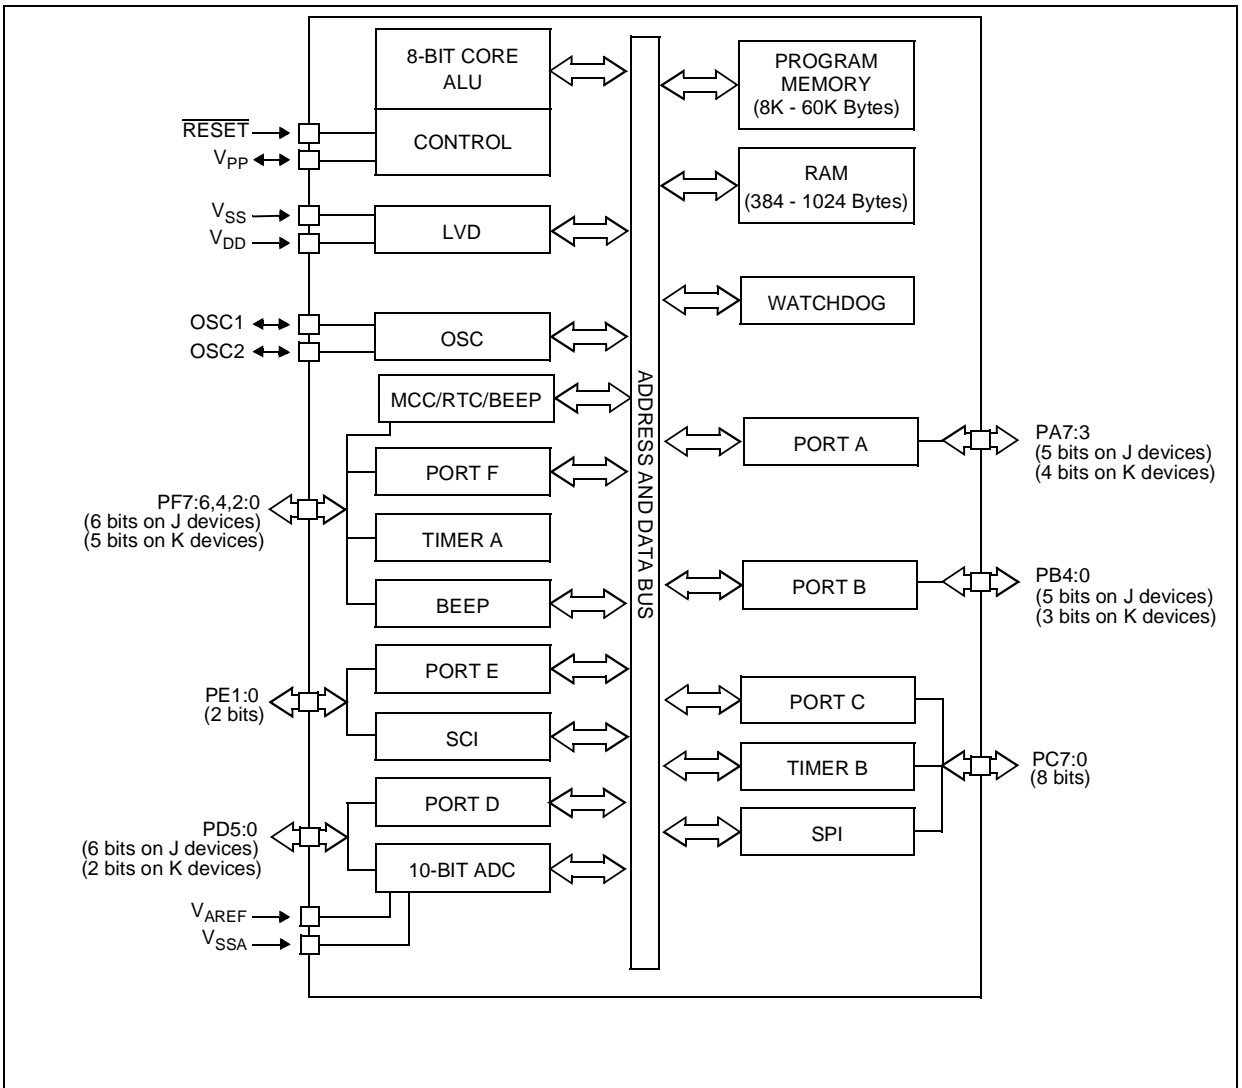 8-BIT CORE
ALU
CONTROL
RESET
VPP
VSS
VDD
LVD
OSC1
OSC2
OSC
MCC/RTC/BEEP
PORT F
PF7:6,4,2:0
(6 bits on J devices)
(5 bits on K devices)
TIMER A
BEEP
PORT E
PE1:0
(2 bits)
SCI
PORT D
PD5:0
(6 bits on J devices)
(2 bits on K devices)
10-BIT ADC
VAREF
VSSA
ADDRESS AND DATA BUS
PROGRAM
MEMORY
(8K - 60K Bytes)
RAM
(384 - 1024 Bytes)
WATCHDOG
PORT A
PA7:3
(5 bits on J devices)
(4 bits on K devices)
PORT B
PB4:0
(5 bits on J devices)
(3 bits on K devices)
PORT C
TIMER B
PC7:0
(8 bits)
SPI